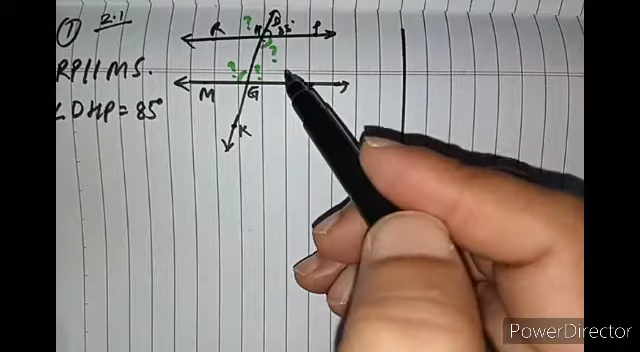 ① 2.1
RP // MS.
∠DHP = 85°
D
R ? H 85° P
?
? ?
M G
K
PowerDirector